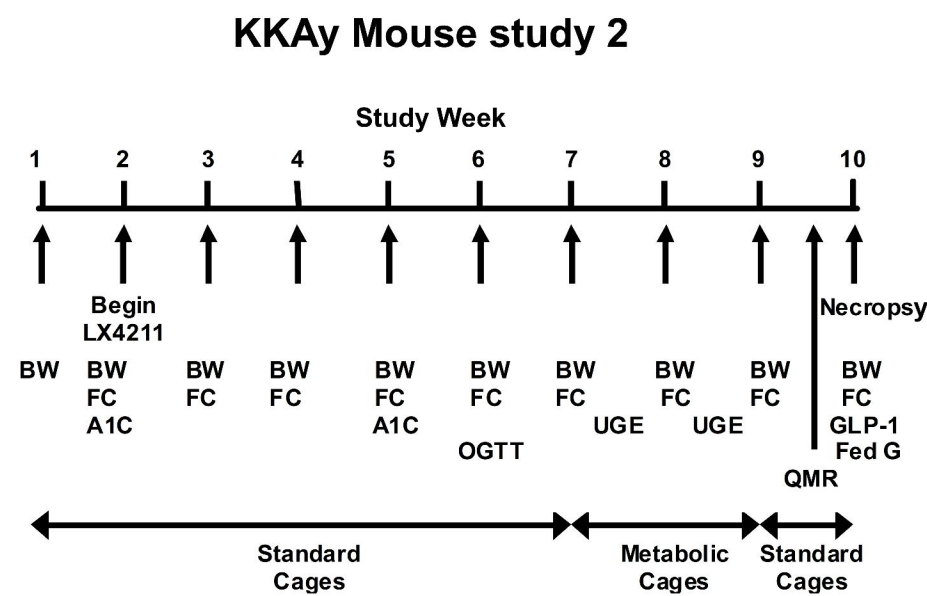 KKAy Mouse study 2
Study Week
1 2 3 4 5 6 7 8 9 10
Begin
LX4211
Necropsy
BW BW BW BW BW BW BW BW BW BW
FC FC FC FC FC FC FC FC FC
A1C A1C UGE UGE GLP-1
OGTT Fed G
QMR
Standard Metabolic Standard
Cages Cages Cages